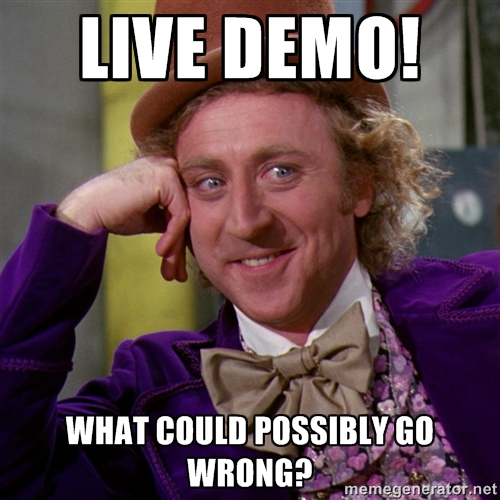 LIVE DEMO!
WHAT COULD POSSIBLY GO
WRONG?
memegenerator.net